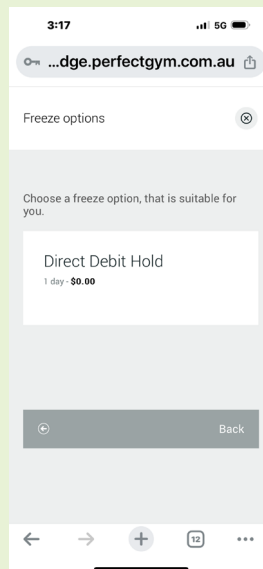 3:17
5G
...dge.perfectgym.com.au
Freeze options
Choose a freeze option, that is suitable for
you.
Direct Debit Hold
1 day - $0.00
Back
12